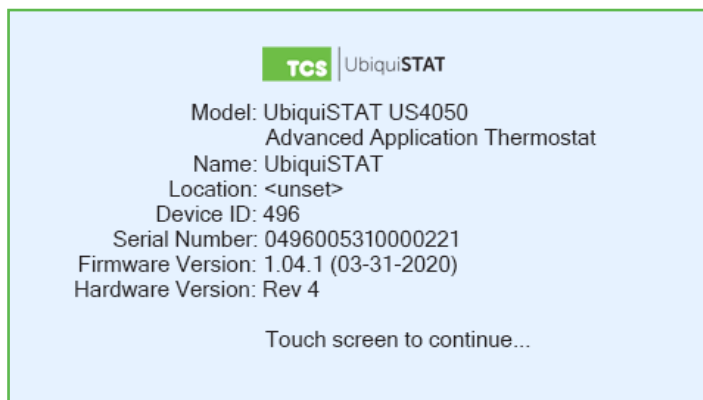 TCS UbiquiSTAT
Model: UbiquiSTAT US4050
Advanced Application Thermostat
Name: UbiquiSTAT
Location: <unset>
Device ID: 496
Serial Number: 0496005310000221
Firmware Version: 1.04.1 (03-31-2020)
Hardware Version: Rev 4
Touch screen to continue...